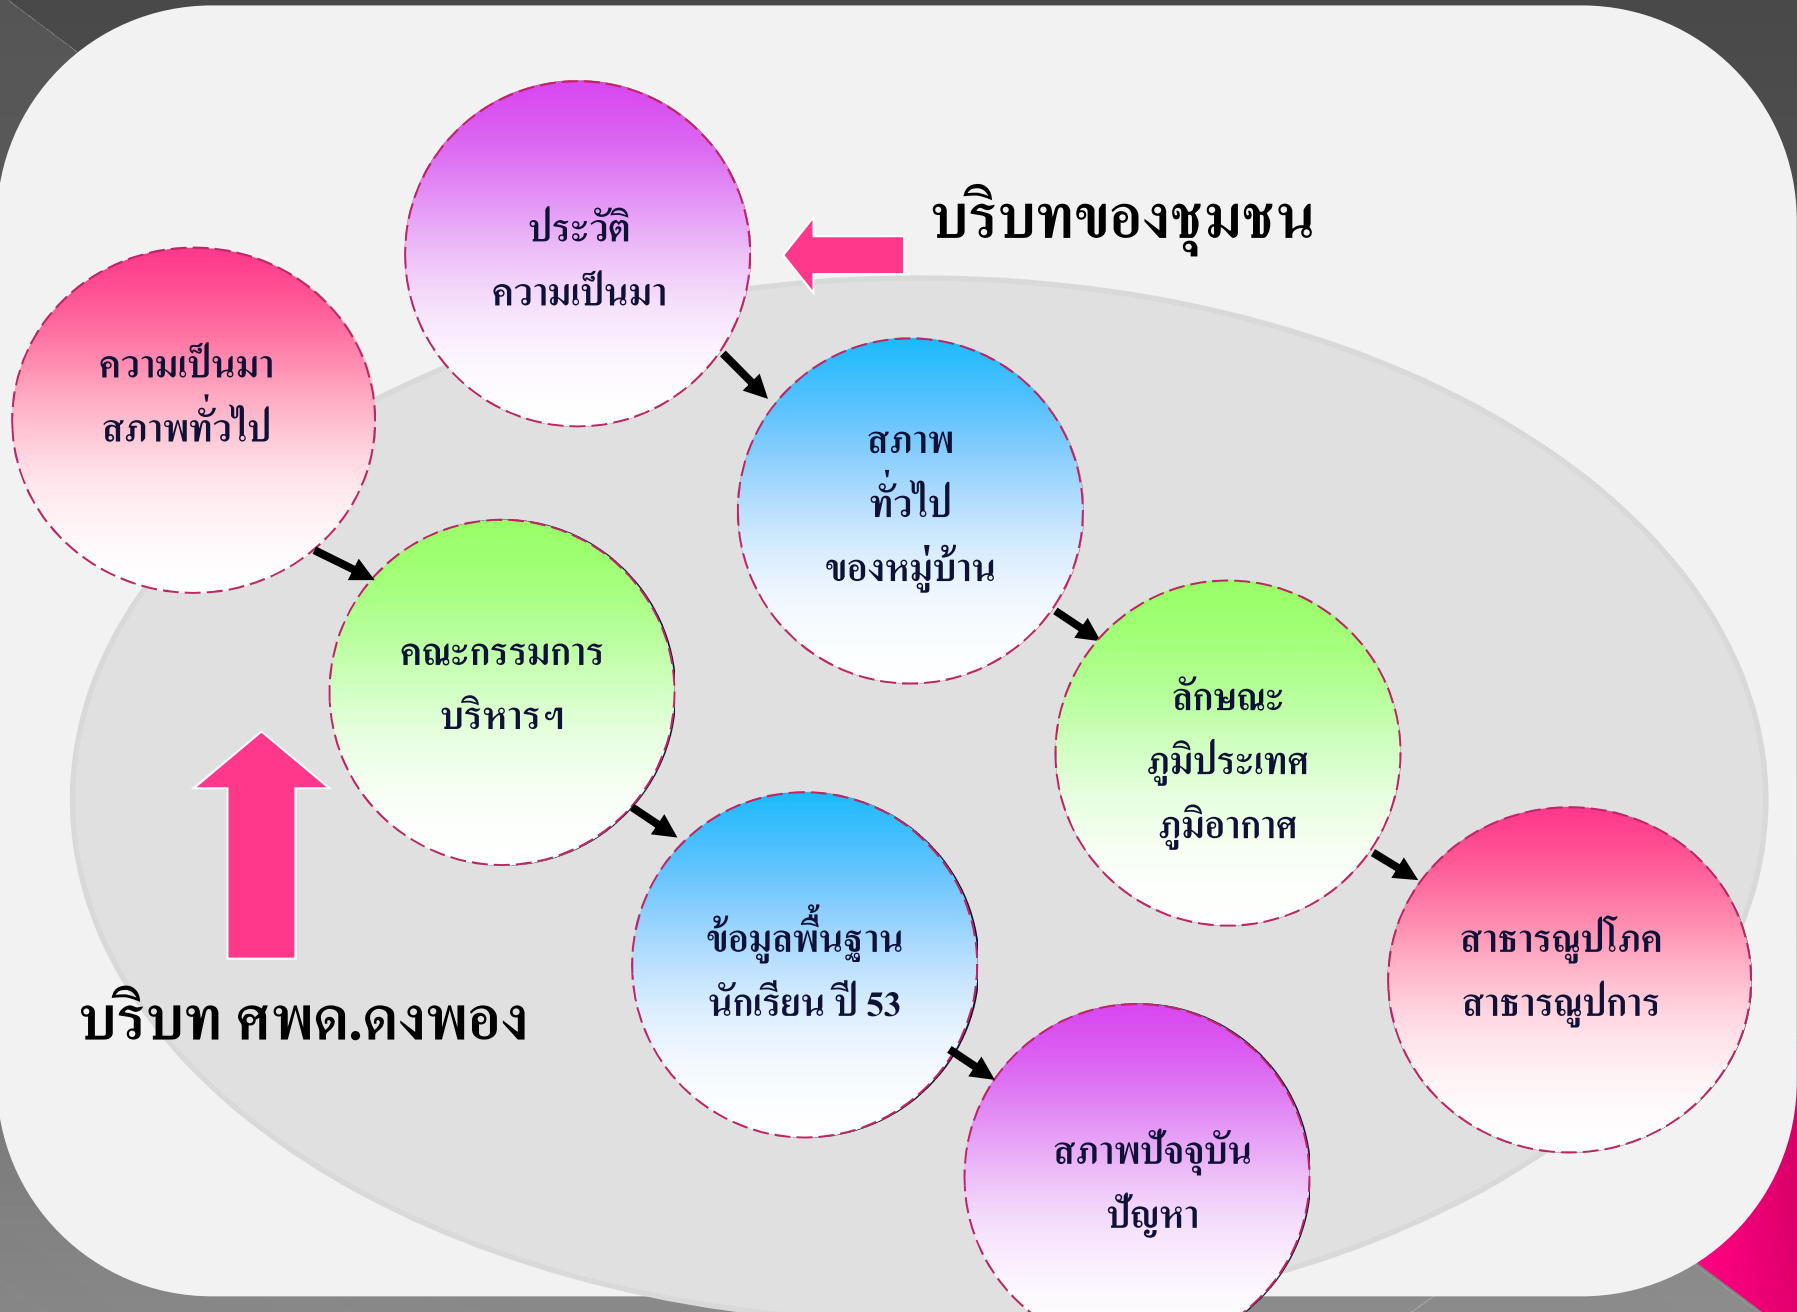 บริบทของชุมชน
ประวัติ
ความเป็นมา
สภาพ
ทั่วไป
ของหมู่บ้าน
ลักษณะ
ภูมิประเทศ
ภูมิอากาศ
สาธารณูปโภค
สาธารณูปการ
ความเป็นมา
สภาพทั่วไป
คณะกรรมการ
บริหารฯ
ข้อมูลพื้นฐาน
นักเรียน ปี 53
สภาพปัจจุบัน
ปัญหา
บริบท ศพด.ดงพอง